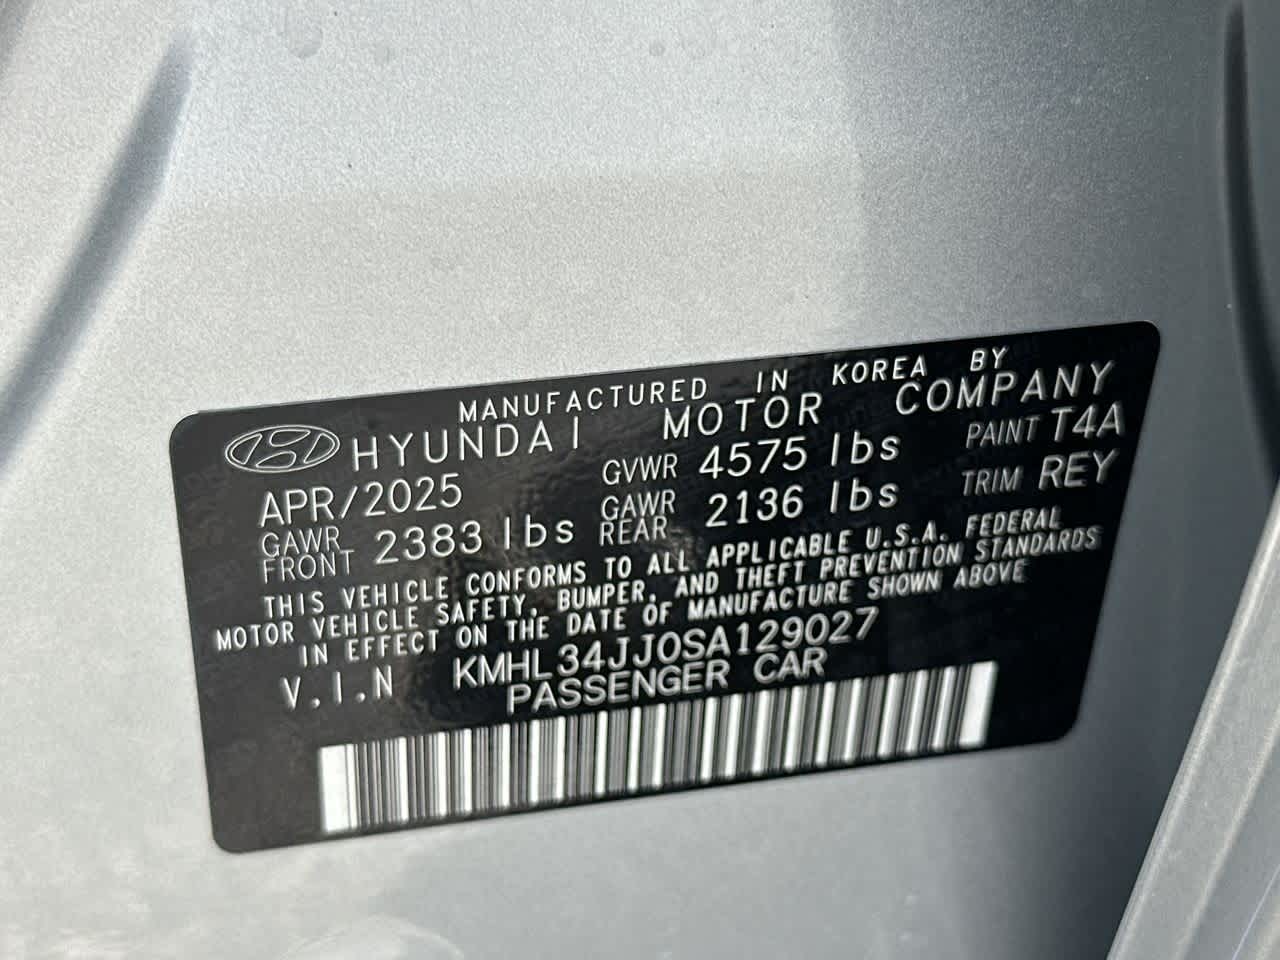 MANUFACTURED IN KOREA BY
HYUNDAI MOTOR COMPANY
APR/2025 GVWR 4575 lbs PAINT T4A
GAWR FRONT 2383 lbs GAWR REAR 2136 lbs TRIM REY
THIS VEHICLE CONFORMS TO ALL APPLICABLE U.S.A. FEDERAL
MOTOR VEHICLE SAFETY, BUMPER, AND THEFT PREVENTION STANDARDS
IN EFFECT ON THE DATE OF MANUFACTURE SHOWN ABOVE
V.I.N KMHL34JJ0SA129027
PASSENGER CAR